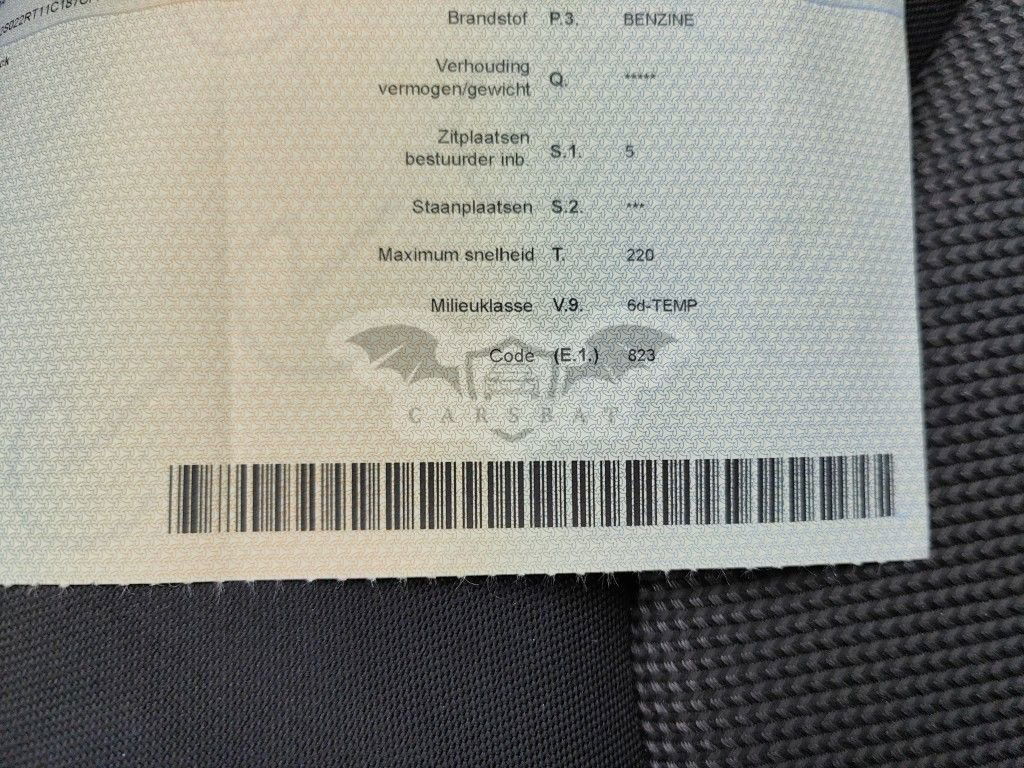 Brandstof P.3. BENZINE
Verhouding
vermogen/gewicht Q. *****
Zitplaatsen
bestuurder inb. S.1. 5
Staanplaatsen S.2. ***
Maximum snelheid T. 220
Milieuklasse V.9. 6d-TEMP
Code (E.1.) 823
CARSBAT